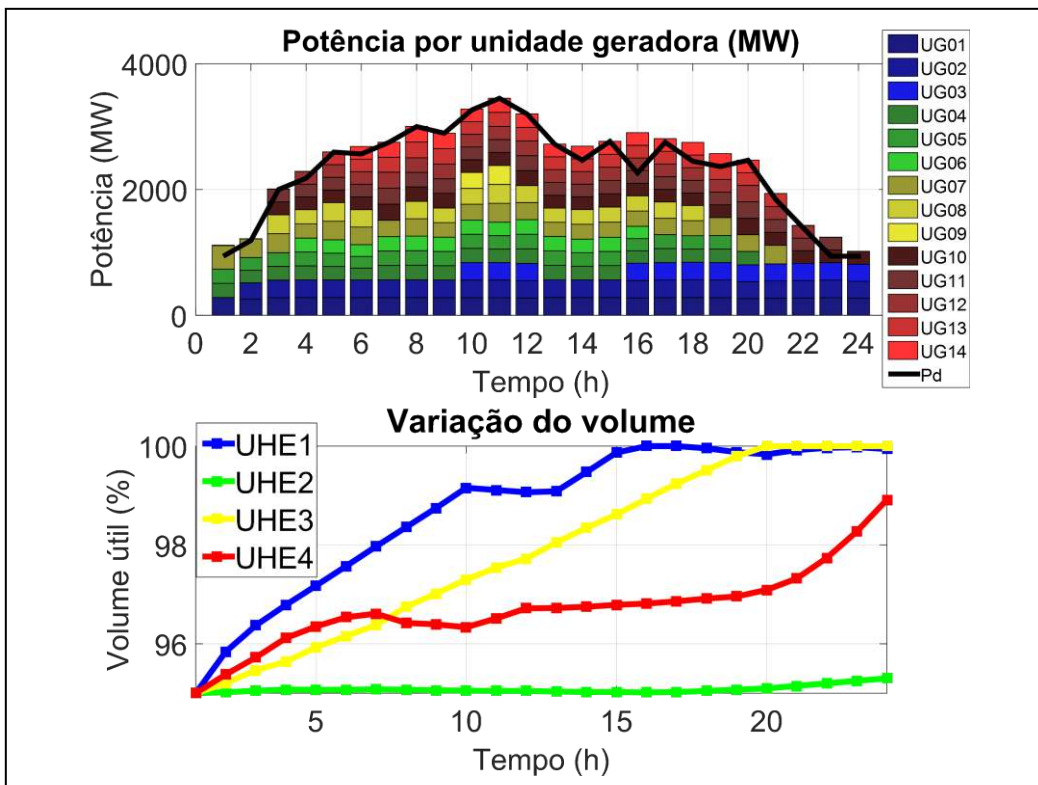 Potência por unidade geradora (MW)
Potência (MW)
4000
2000
0
0 2 4 6 8 10 12 14 16 18 20 22 24
Tempo (h)
UG01
UG02
UG03
UG04
UG05
UG06
UG07
UG08
UG09
UG10
UG11
UG12
UG13
UG14
Pd
Variação do volume
Volume útil (%)
100
98
96
UHE1
UHE2
UHE3
UHE4
5 10 15 20
Tempo (h)